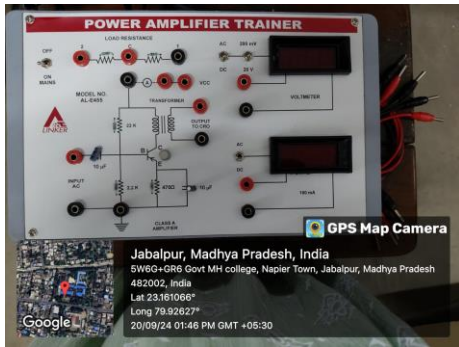 POWER AMPLIFIER TRAINER
LOAD RESISTANCE
OFF
ON
MAINS
AC
200 mV
DC
20 V
VOLTMETER
A
VCC
MODEL NO.
AL-E455
TRANSFORMER
LINKER
22 K
OUTPUT
TO CRO
B
C
E
10 µF
INPUT
AC
2.2 K
470Ω
10 µF
CLASS A
AMPLIFIER
AC
DC
GPS Map Camera
Jabalpur, Madhya Pradesh, India
5W6G+GR6 Govt MH college, Napier Town, Jabalpur, Madhya Pradesh
482002, India
Lat 23.161066°
Long 79.92627°
20/09/24 01:46 PM GMT +05:30
Google